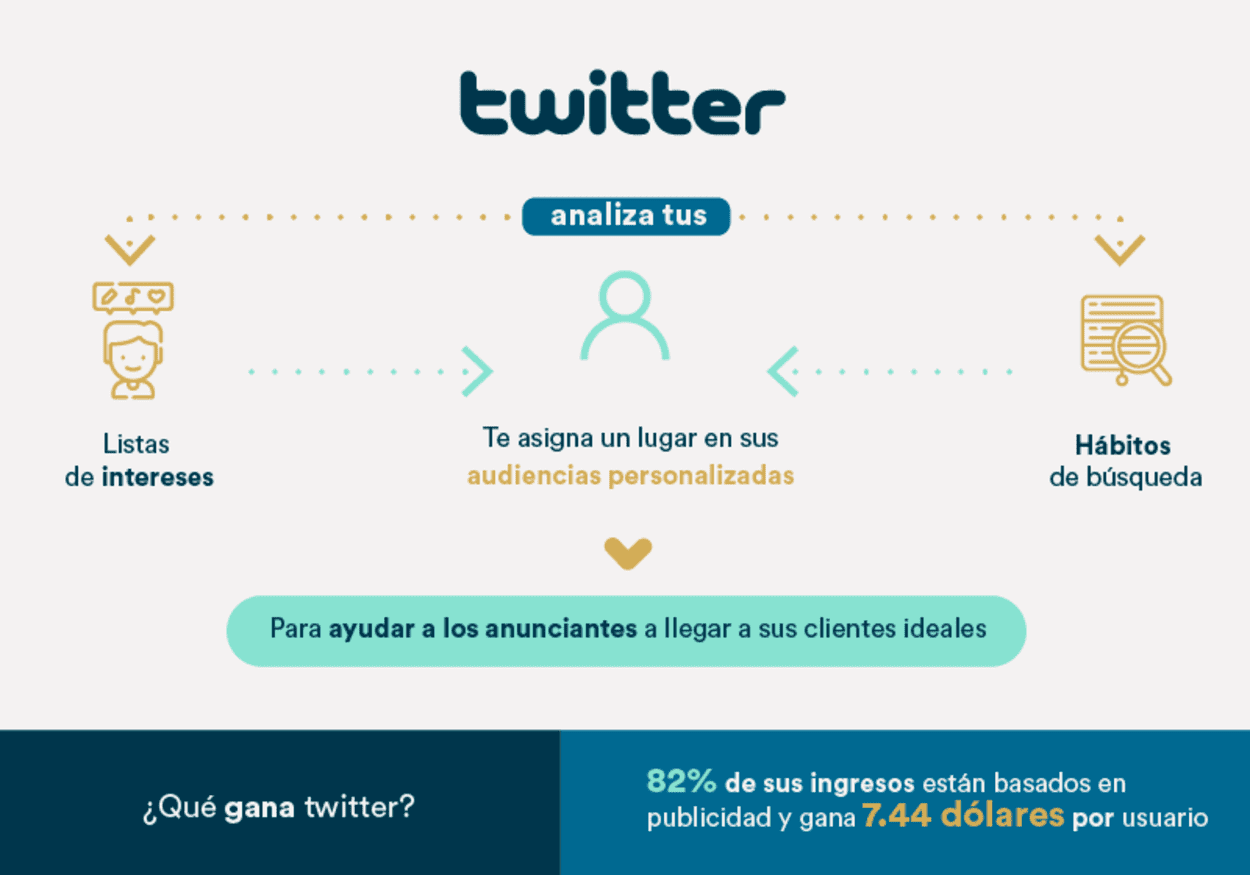 twitter
analiza tus
Listas
de intereses
Te asigna un lugar en sus
audiencias personalizadas
Hábitos
de búsqueda
Para ayudar a los anunciantes a llegar a sus clientes ideales
¿Qué gana twitter?
82% de sus ingresos están basados en
publicidad y gana 7.44 dólares por usuario